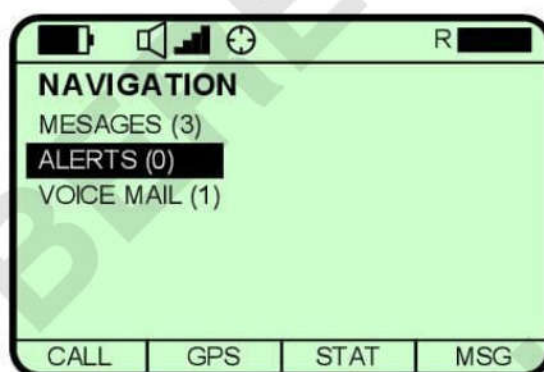 R
NAVIGATION
MESAGES (3)
ALERTS (0)
VOICE MAIL (1)
CALL GPS STAT MSG